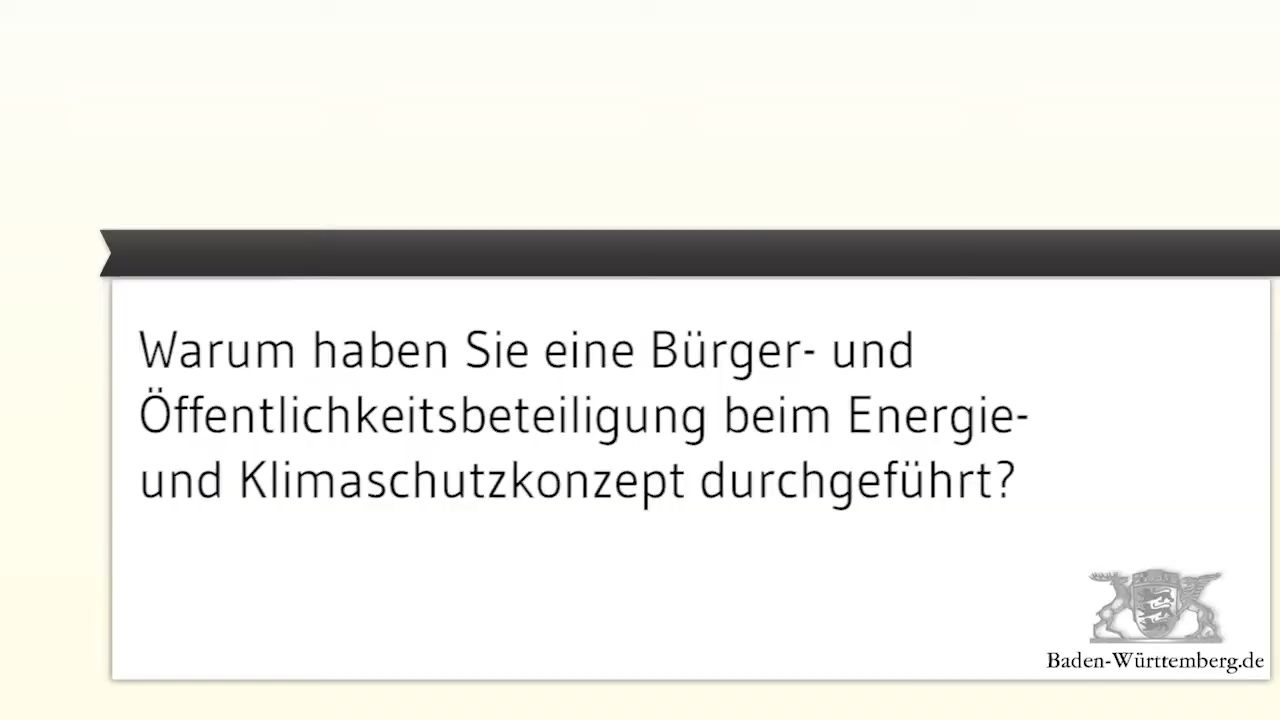 Warum haben Sie eine Bürger- und
Öffentlichkeitsbeteiligung beim Energie-
und Klimaschutzkonzept durchgeführt?
Baden-Württemberg.de